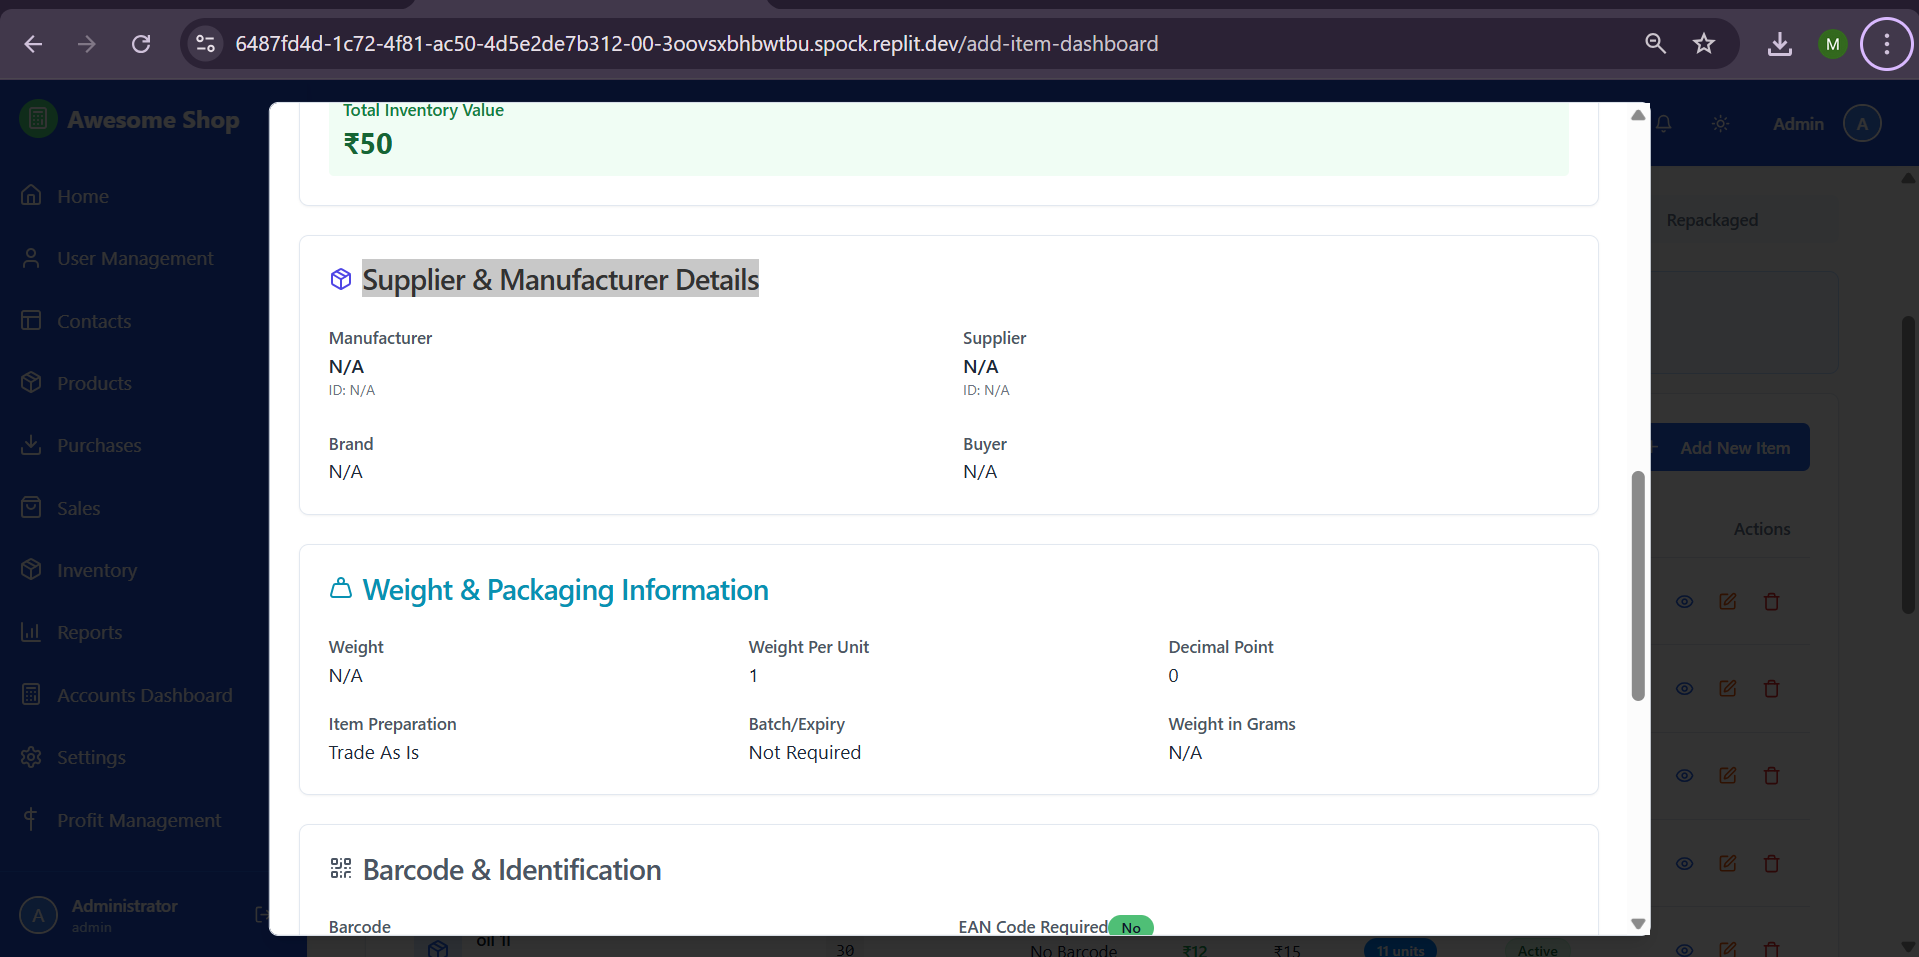 6487fd4d-1c72-4f81-ac50-4d5e2de7b312-00-3oovsxbhbwtbu.spock.replit.dev/add-item-dashboard
M
Awesome Shop
Admin
A
Home
User Management
Contacts
Products
Purchases
Sales
Inventory
Reports
Accounts Dashboard
Settings
Profit Management
A
Administrator
admin
Total Inventory Value
₹50
Supplier & Manufacturer Details
Manufacturer
N/A
ID: N/A
Supplier
N/A
ID: N/A
Brand
N/A
Buyer
N/A
Weight & Packaging Information
Weight
N/A
Weight Per Unit
1
Decimal Point
0
Item Preparation
Trade As Is
Batch/Expiry
Not Required
Weight in Grams
N/A
Barcode & Identification
Barcode
EAN Code Required No
Repackaged
Add New Item
Actions
oil 1l
30
No Barcode
₹12
₹15
11 units
Active